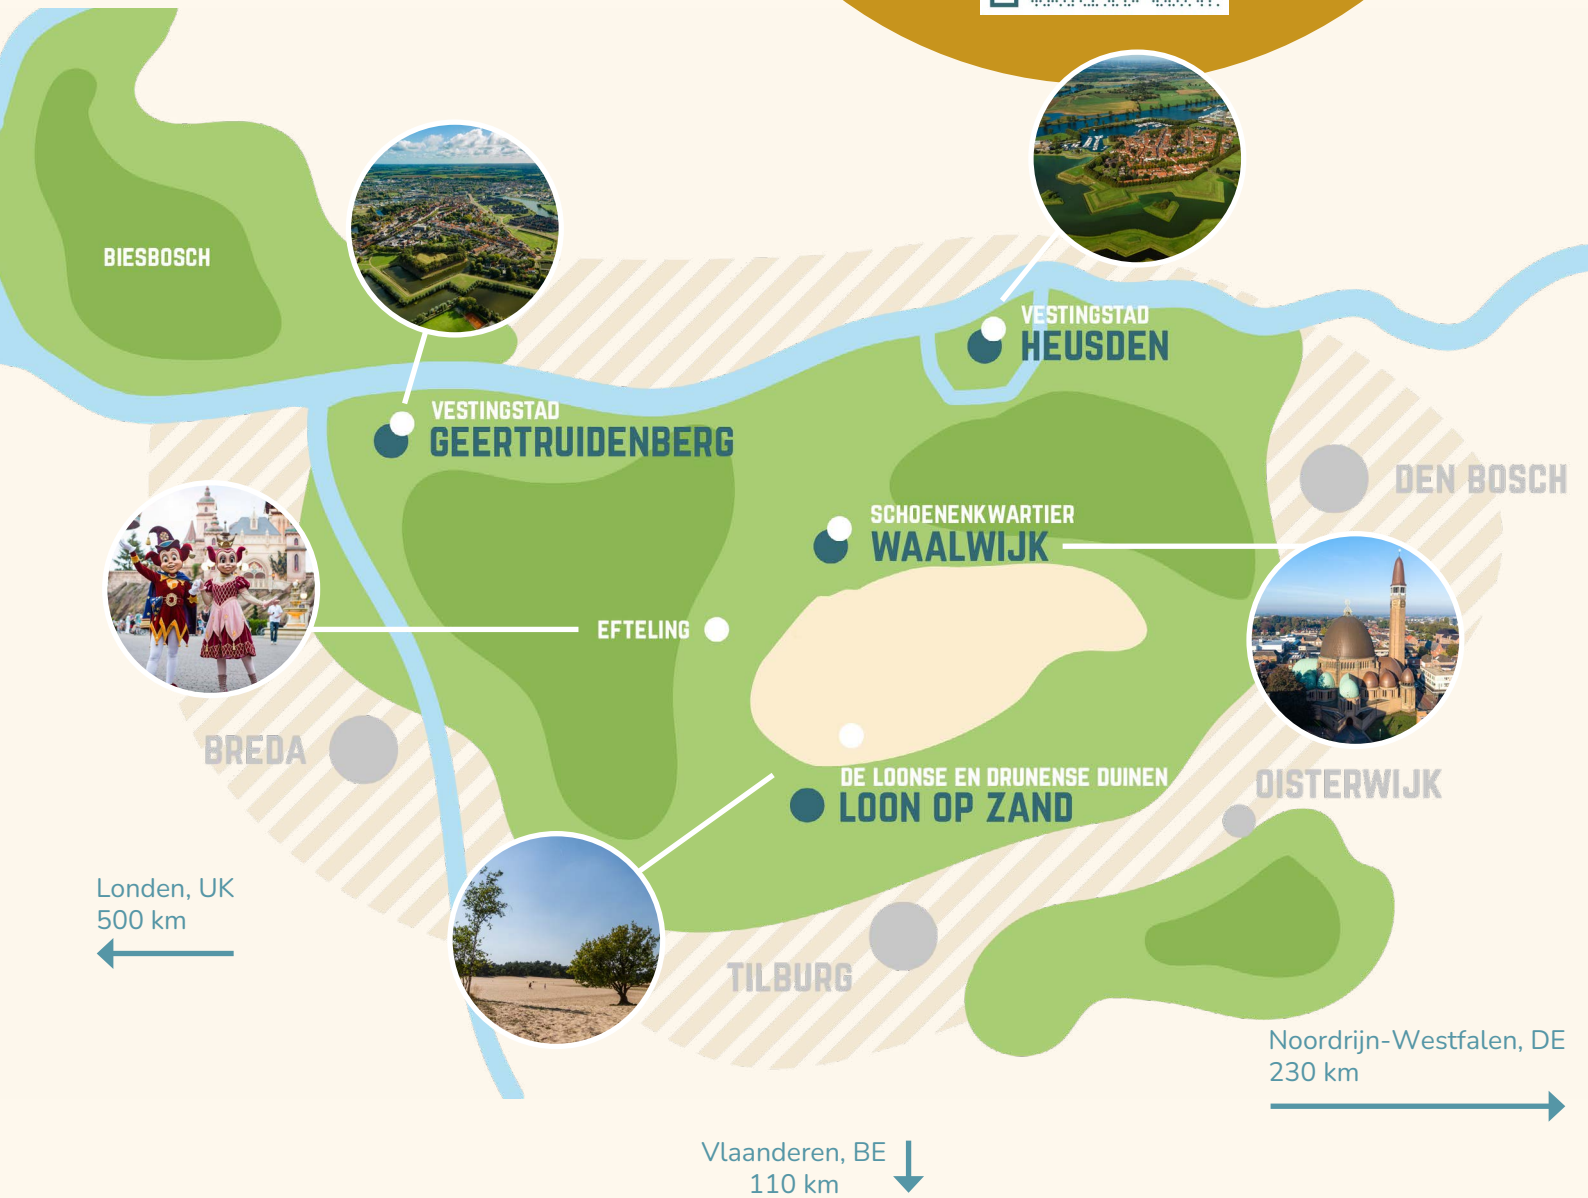 BIESBOSCH
VESTINGSTAD
HEUSDEN
VESTINGSTAD
GEERTRUIDENBERG
DEN BOSCH
SCHOENENKWARTIER
WAALWIJK
EFTELING
BREDA
DE LOONSE EN DRUNENSE DUINEN
LOON OP ZAND
OISTERWIJK
Londen, UK
500 km
TILBURG
Noordrijn-Westfalen, DE
230 km
Vlaanderen, BE
110 km